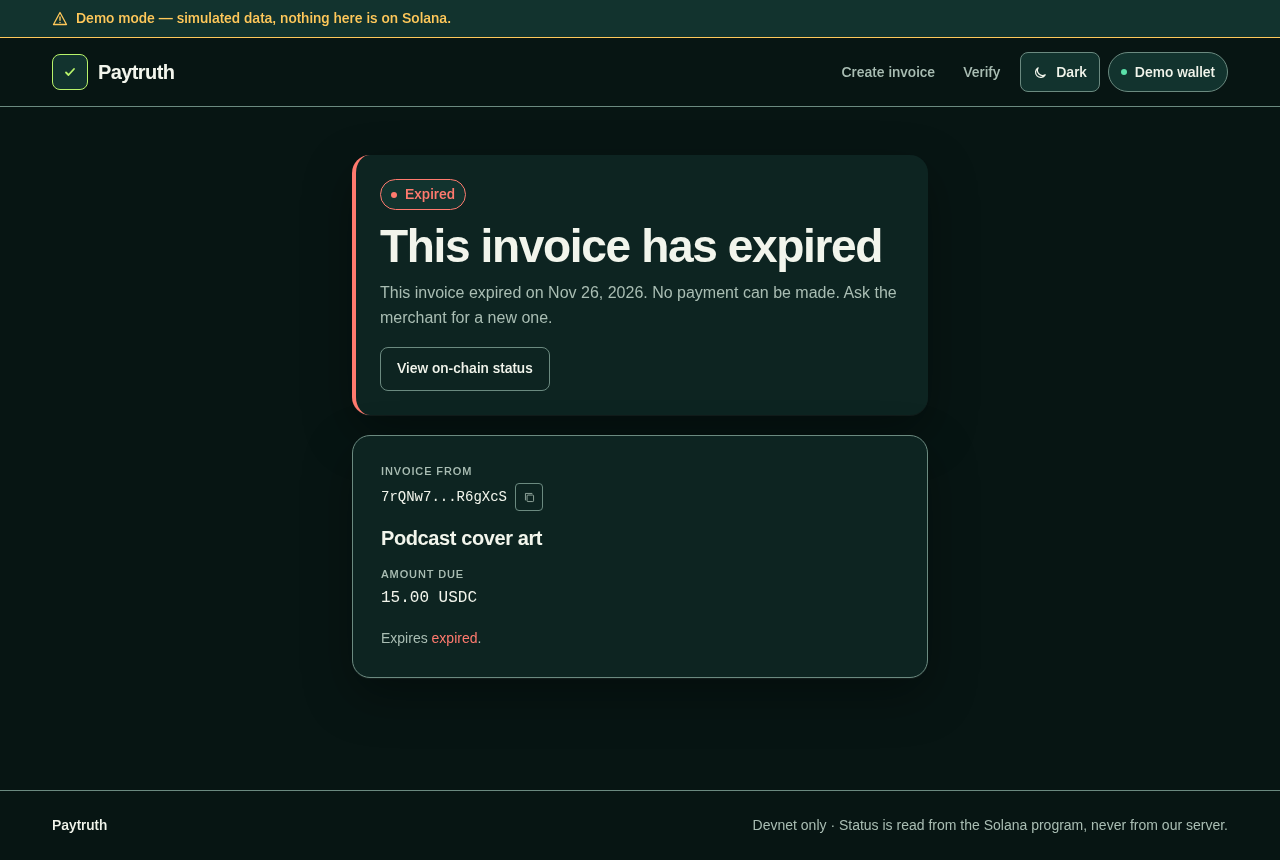 Demo mode — simulated data, nothing here is on Solana.
Paytruth
Create invoice
Verify
Dark
Demo wallet
Expired
This invoice has expired
This invoice expired on Nov 26, 2026. No payment can be made. Ask the
merchant for a new one.
View on-chain status
INVOICE FROM
7rQNw7...R6gXcS
Podcast cover art
AMOUNT DUE
15.00 USDC
Expires expired.
Paytruth
Devnet only · Status is read from the Solana program, never from our server.